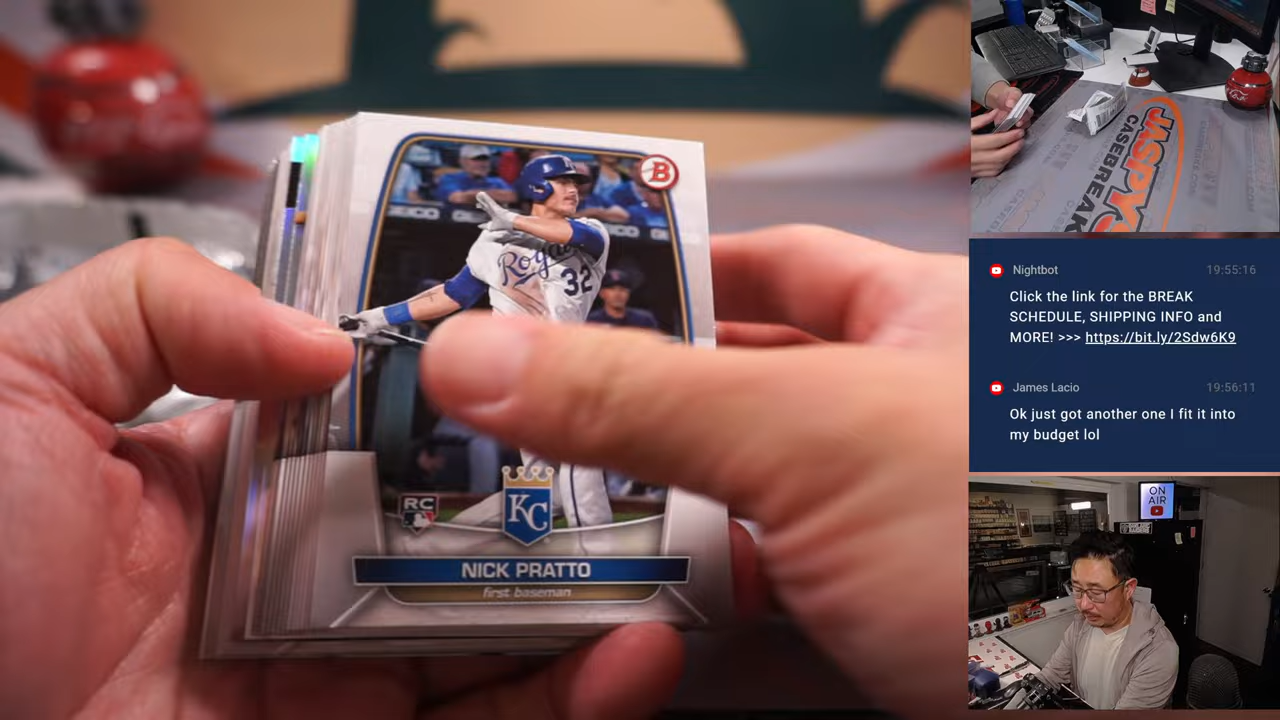 B
GEICO
Royals
32
RC
KC
NICK PRATTO
first baseman
JASPYS
CASEBREAK
Nightbot 19:55:16
Click the link for the BREAK
SCHEDULE, SHIPPING INFO and
MORE! >>> https://bit.ly/2Sdw6K9
James Lacio 19:56:11
Ok just got another one I fit it into
my budget lol
ON
AIR